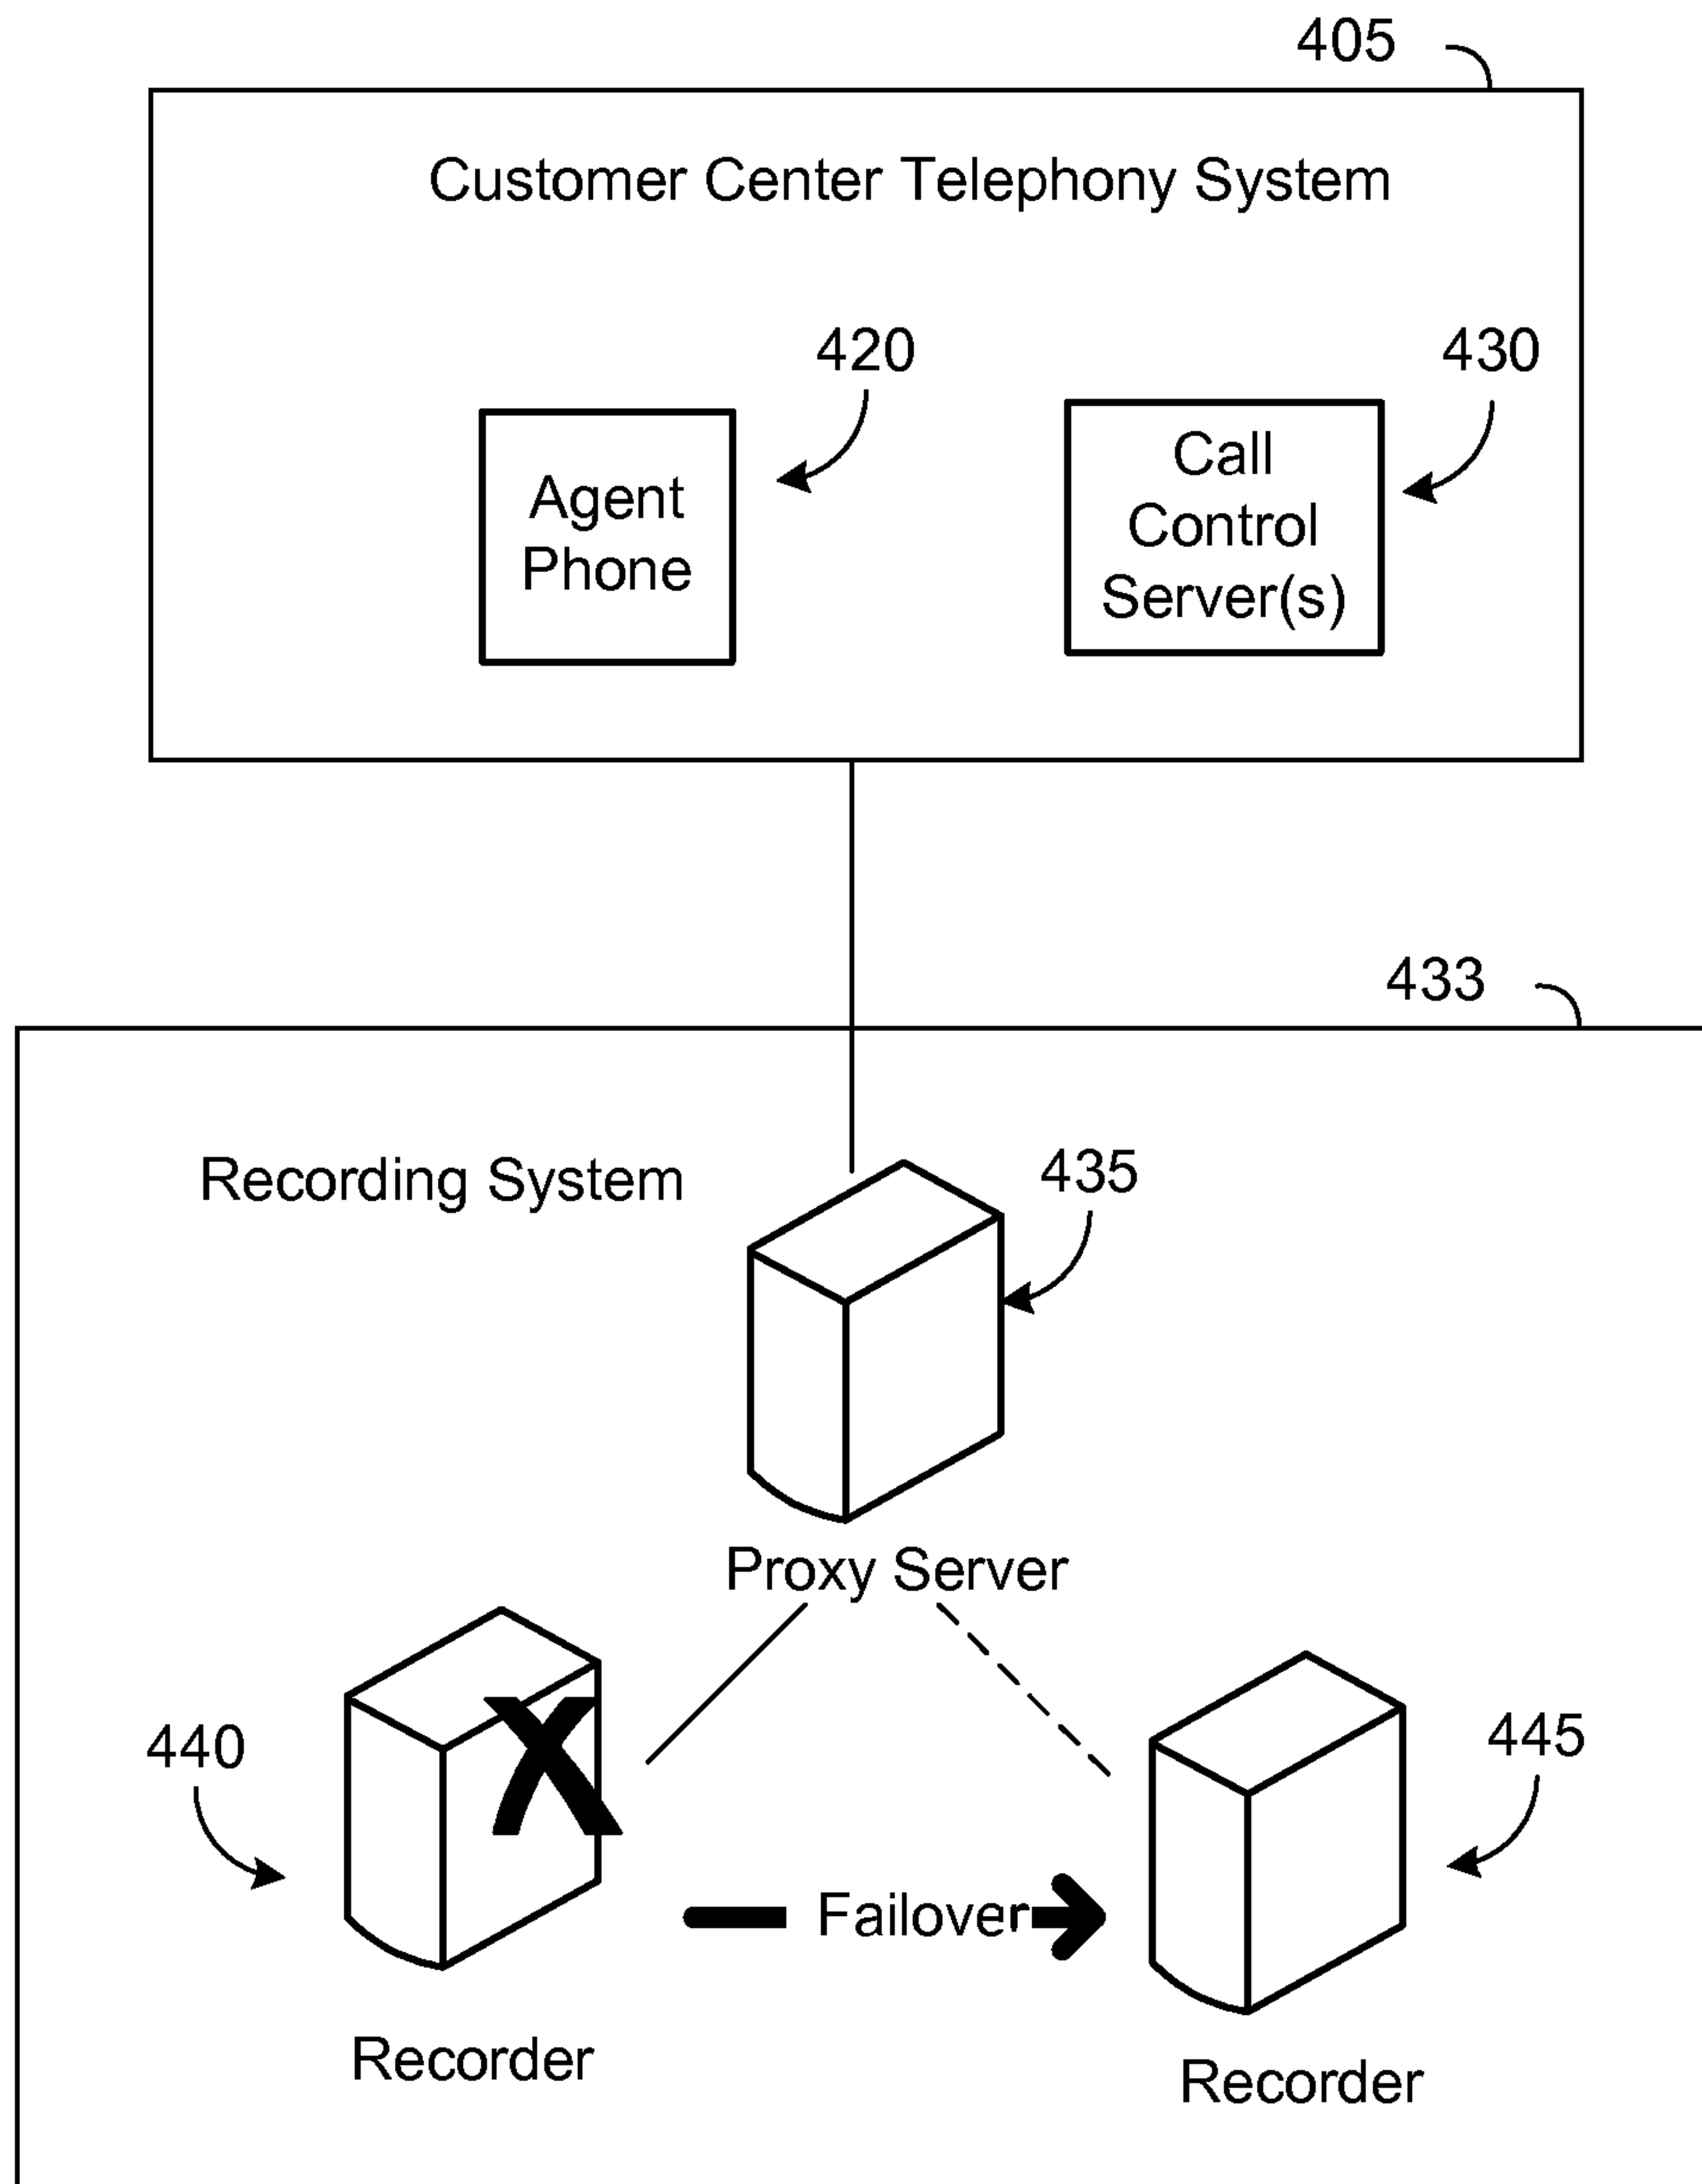 405
Customer Center Telephony System
420
430
Agent
Phone
Call
Control
Server(s)
433
Recording System
435
Proxy Server
440
X
445
Failover
Recorder
Recorder